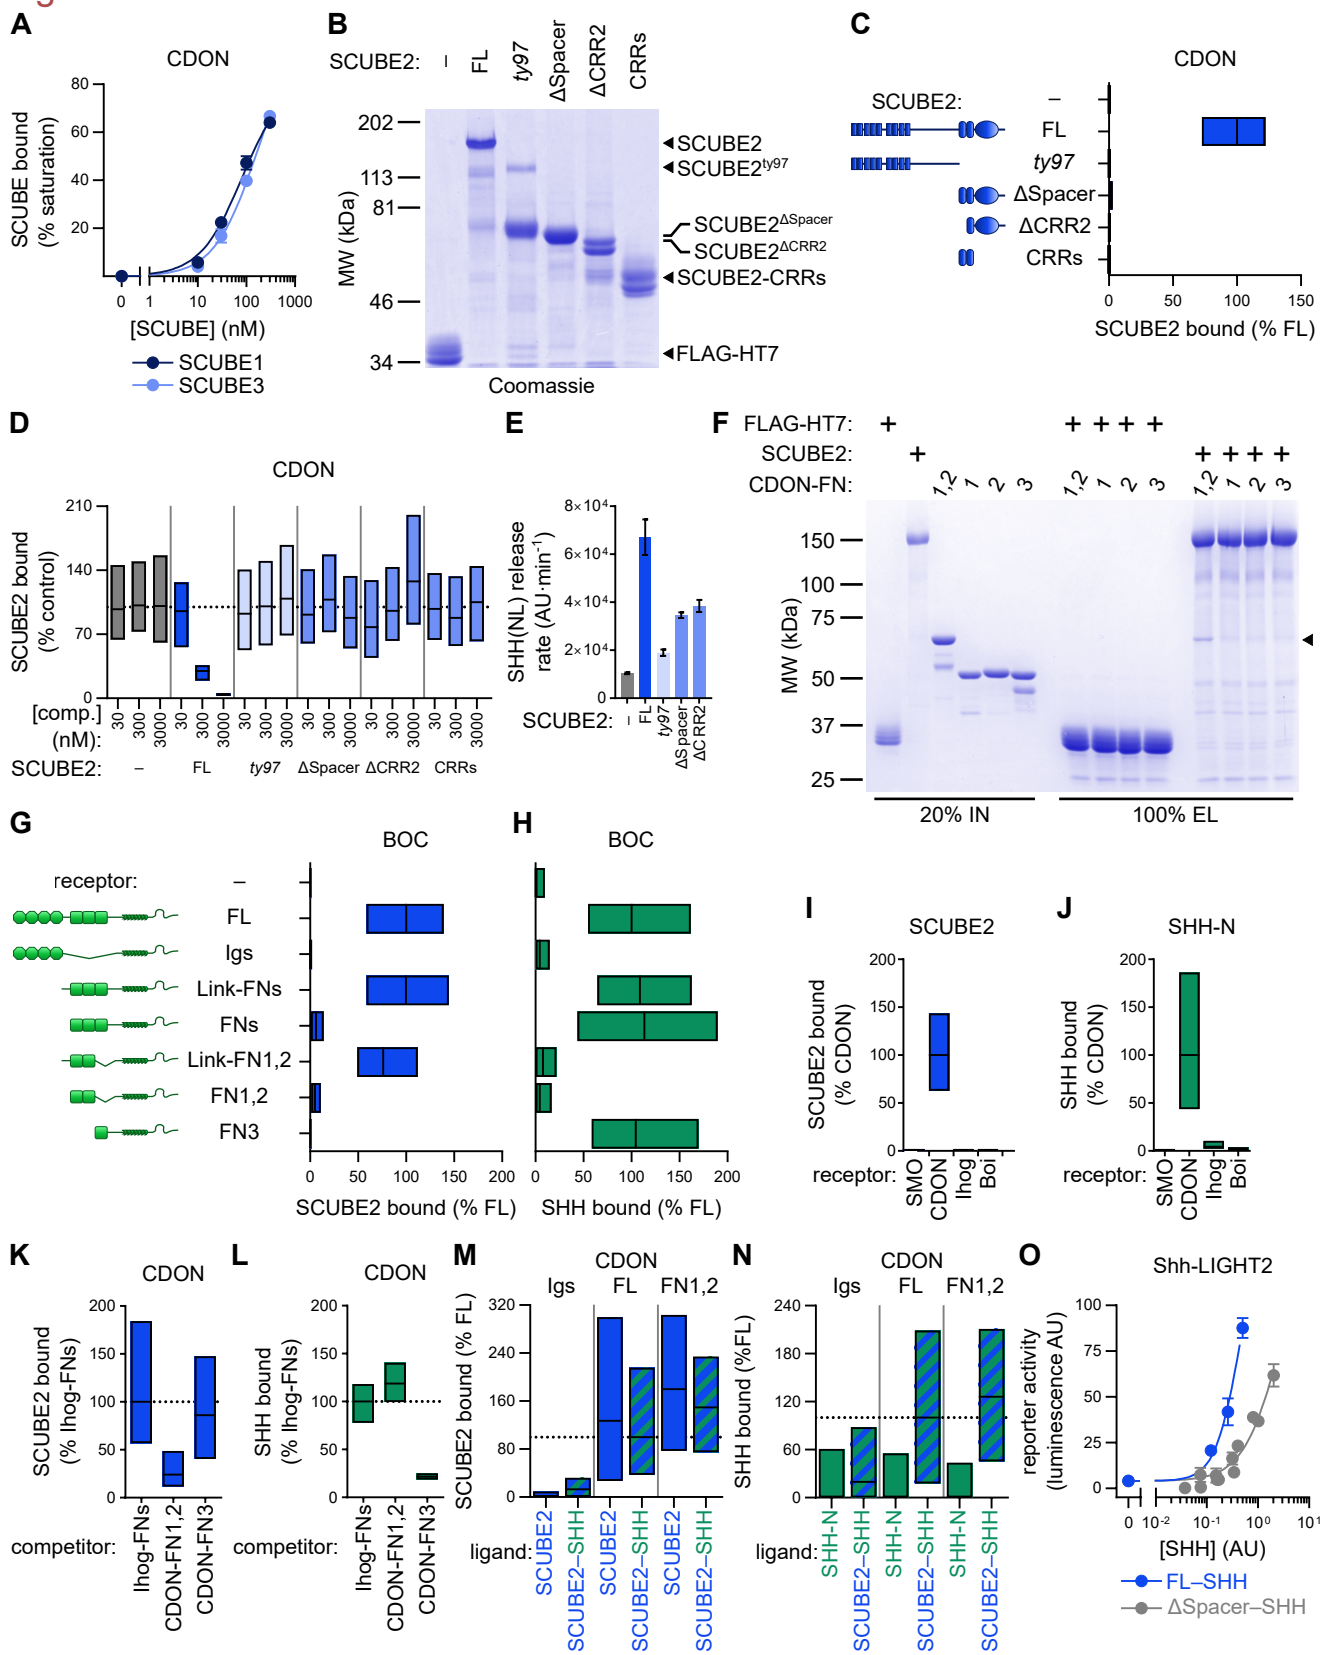 A
CDON
SCUBE bound
(% saturation)
80
60
40
20
0 1 10 100 1000
[SCUBE] (nM)
SCUBE1
SCUBE3
B
SCUBE2: – FL ty97 ΔSpacer ΔCRR2 CRRs
MW (kDa)
202
113
81
46
34
SCUBE2
SCUBE2ty97
SCUBE2ΔSpacer
SCUBE2ΔCRR2
SCUBE2-CRRs
FLAG-HT7
Coomassie
C
CDON
SCUBE2: –
FL
ty97
ΔSpacer
ΔCRR2
CRRs
0 50 100 150
SCUBE2 bound (% FL)
D
CDON
SCUBE2 bound
(% control)
210
140
70
0
[comp.] (nM): 30 300 3000 30 300 3000 30 300 3000 30 300 3000 30 300 3000 30 300 3000
SCUBE2: – FL ty97 ΔSpacer ΔCRR2 CRRs
E
SHH(NL) release
rate (AU·min-1)
8×10⁴
6×10⁴
4×10⁴
2×10⁴
0
SCUBE2: – FL ty97 ΔSpacer ΔCRR2
F
FLAG-HT7: + + + + +
SCUBE2: + + + + +
CDON-FN: 1,2 1 2 3 1,2 1 2 3 1,2 1 2 3
MW (kDa)
150
100
75
50
37
25
20% IN 100% EL
G
BOC
receptor: –
FL
Igs
Link-FNs
FNs
Link-FN1,2
FN1,2
FN3
0 50 100 150 200
SCUBE2 bound (% FL)
H
BOC
0 50 100 150 200
SHH bound (% FL)
I
SCUBE2
SCUBE2 bound
(% CDON)
200
150
100
50
0
receptor: SMO CDON Ihog Boi
J
SHH-N
SHH bound
(% CDON)
200
150
100
50
0
receptor: SMO CDON Ihog Boi
K
CDON
SCUBE2 bound
(% Ihog-FNs)
200
150
100
50
0
competitor: Ihog-FNs CDON-FN1,2 CDON-FN3
L
CDON
SHH bound
(% Ihog-FNs)
200
150
100
50
0
competitor: Ihog-FNs CDON-FN1,2 CDON-FN3
M
CDON
Igs FL FN1,2
SCUBE2 bound (% FL)
320
240
160
80
0
ligand: SCUBE2 SCUBE2–SHH SCUBE2 SCUBE2–SHH SCUBE2 SCUBE2–SHH
N
CDON
Igs FL FN1,2
SHH bound (%FL)
240
180
120
60
0
ligand: SHH-N SCUBE2–SHH SHH-N SCUBE2–SHH SHH-N SCUBE2–SHH
O
Shh-LIGHT2
reporter activity
(luminescence AU)
100
75
50
25
0
0 10-2 10-1 10⁰ 10¹
[SHH] (AU)
FL–SHH
ΔSpacer–SHH